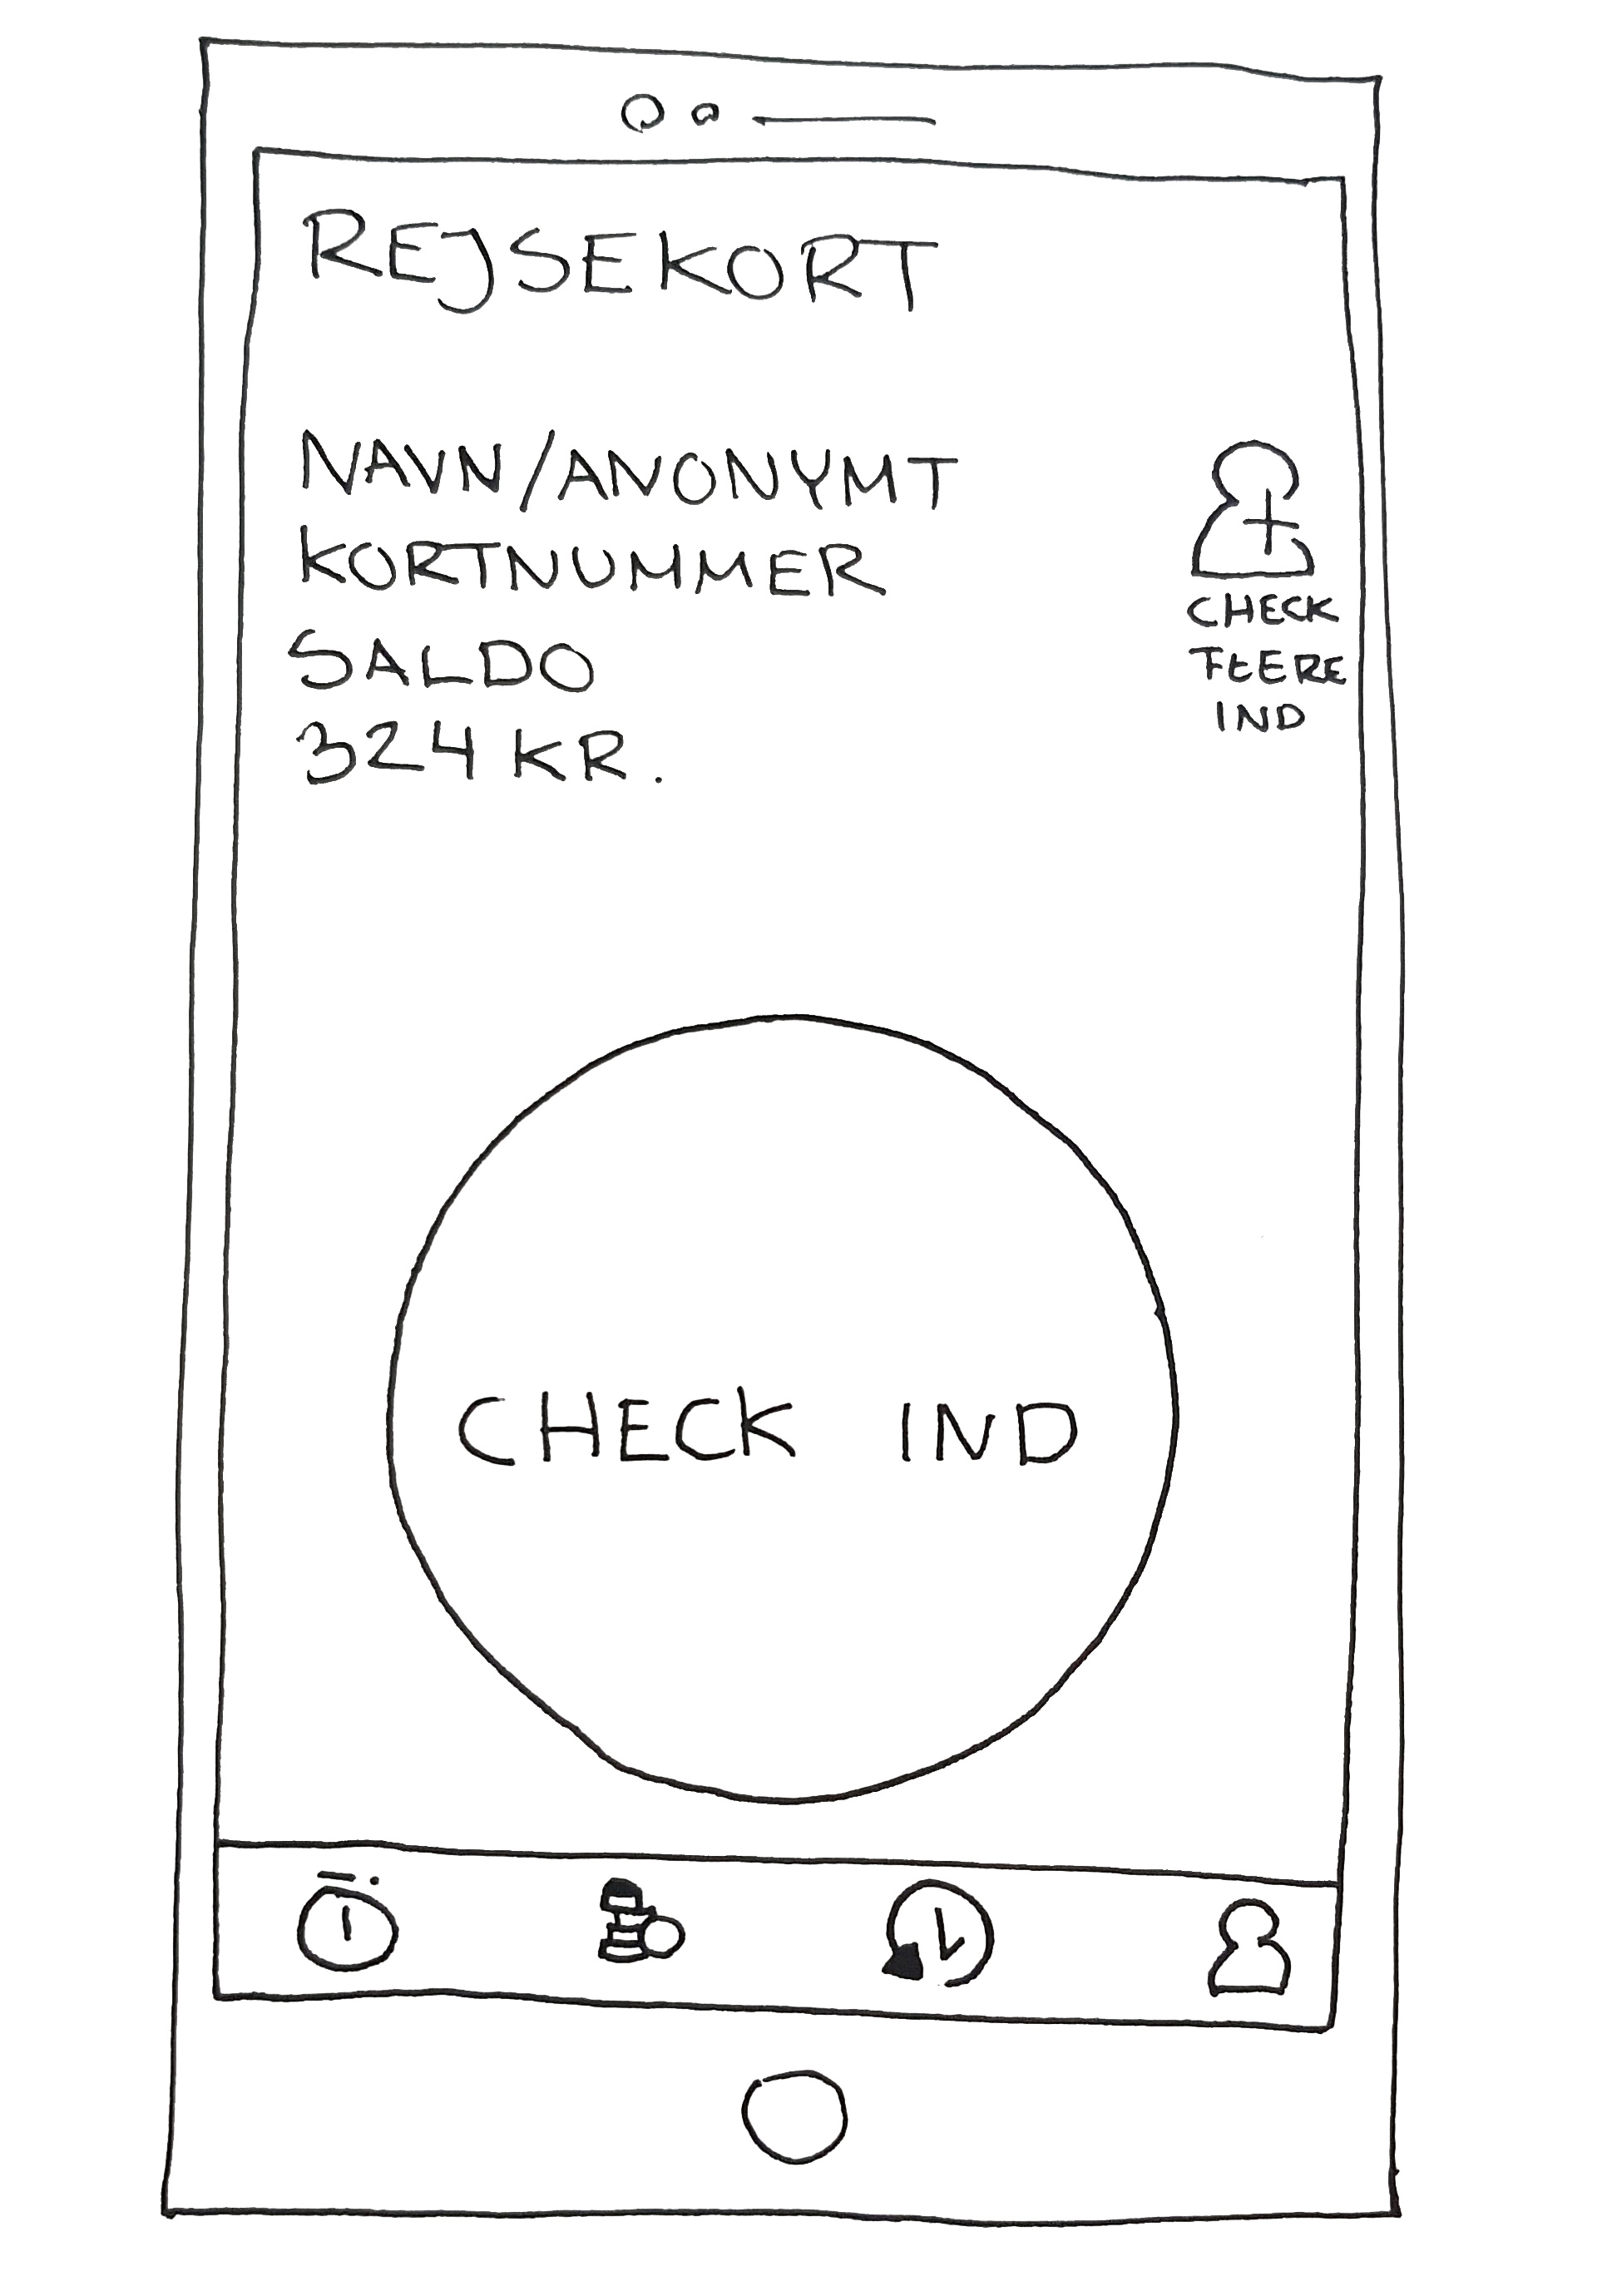 REJSEKORT
NAVN/ANONYMT
KORTNUMMER
SALDO
324 KR.
CHECK
FLERE
IND
CHECK IND